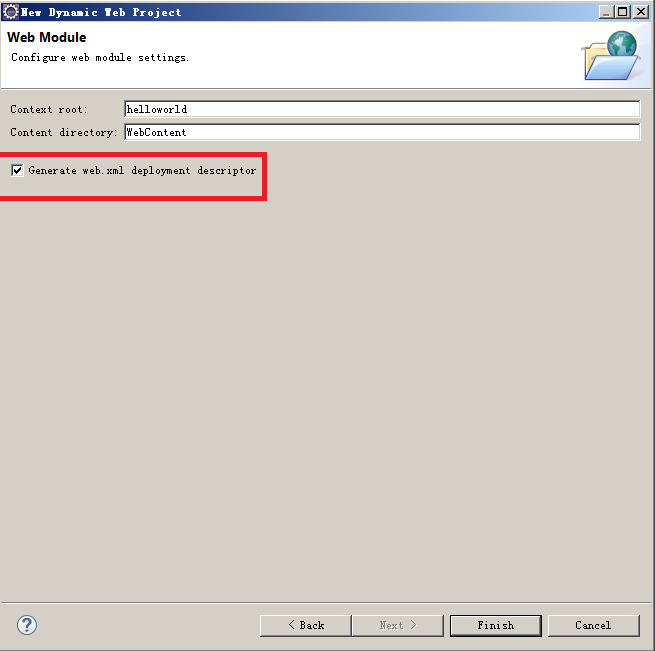 New Dynamic Web Project
Web Module
Configure web module settings.
Context root: helloworld
Content directory: WebContent
Generate web.xml deployment descriptor
? < Back Next > Finish Cancel